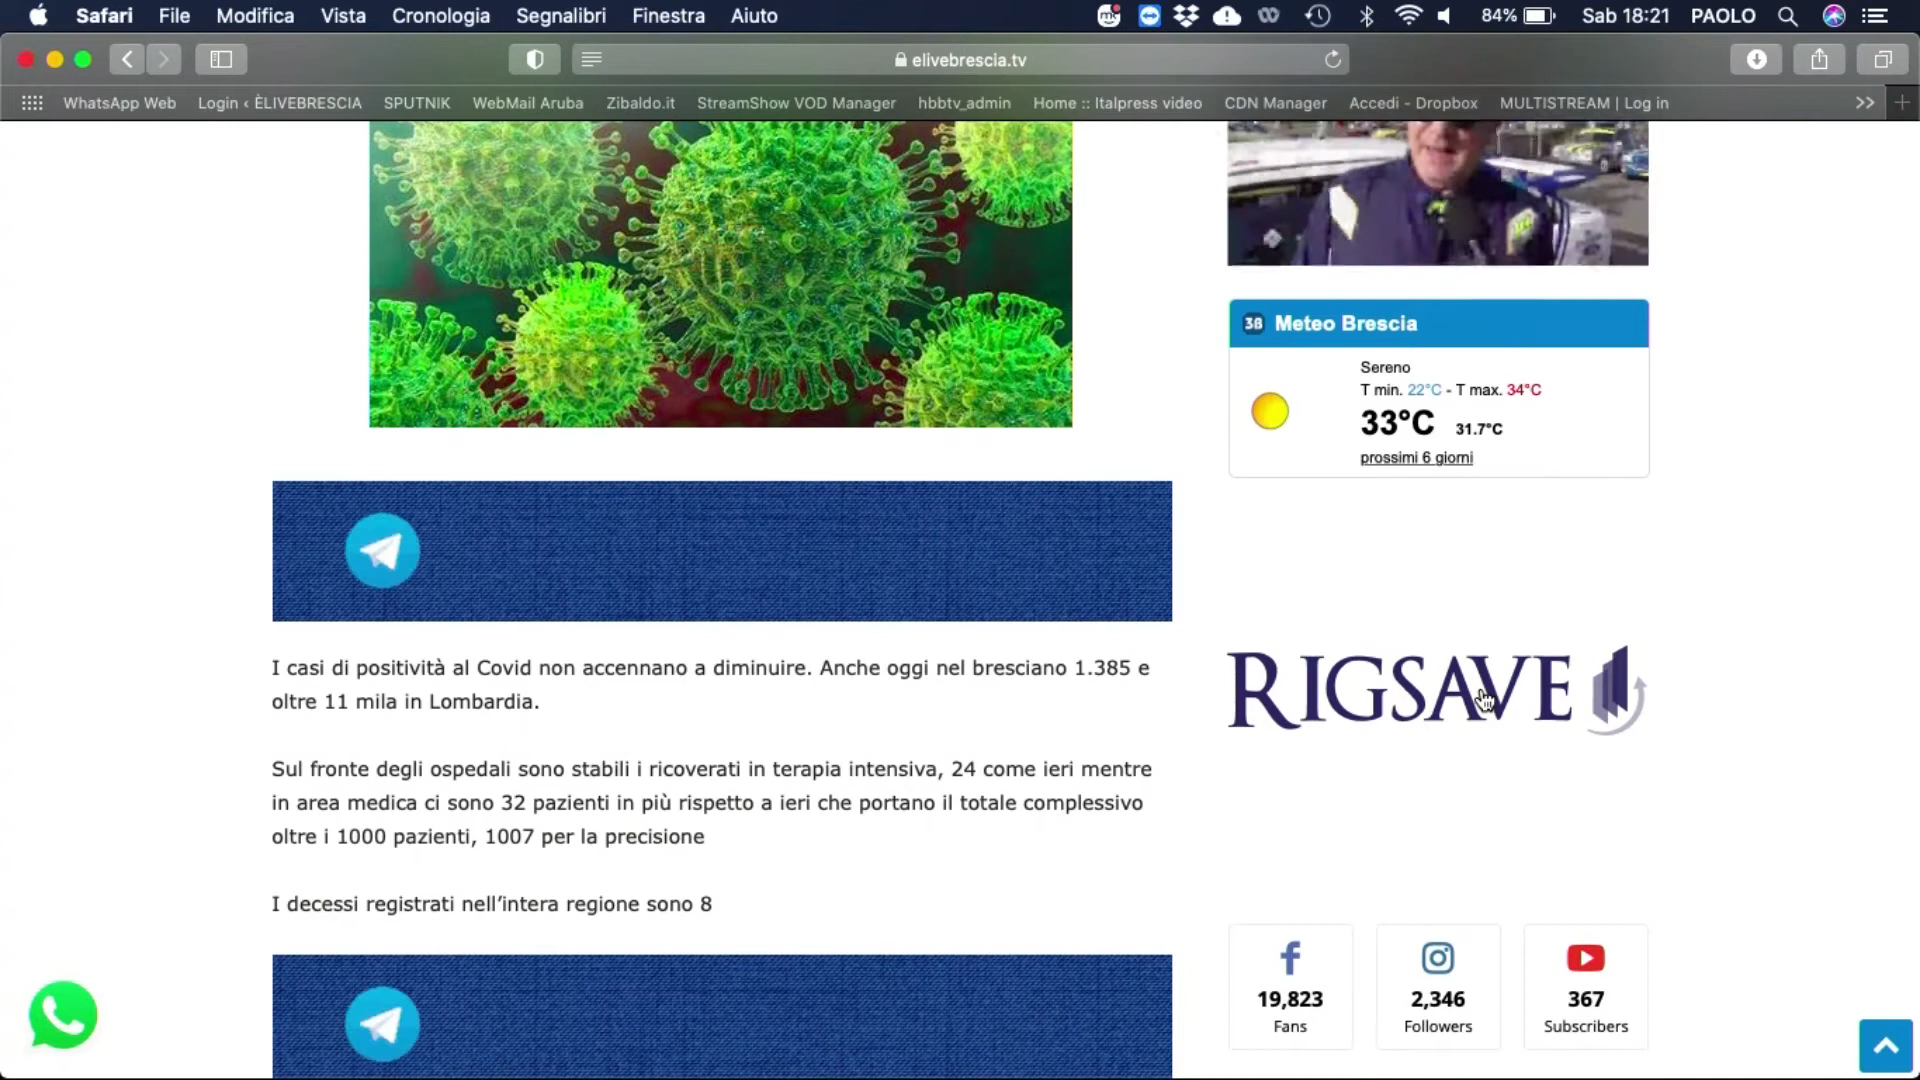 Safari File Modifica Vista Cronologia Segnalibri Finestra Aiuto 84% Sab 18:21 PAOLO
elivebrescia.tv
WhatsApp Web Login ‹ ÈLIVEBRESCIA SPUTNIK WebMail Aruba Zibaldo.it StreamShow VOD Manager hbbtv_admin Home :: Italpress video CDN Manager Accedi - Dropbox MULTISTREAM | Log in >>
3B Meteo Brescia
Sereno
T min. 22°C - T max. 34°C
33°C 31.7°C
prossimi 6 giorni
I casi di positività al Covid non accennano a diminuire. Anche oggi nel bresciano 1.385 e
oltre 11 mila in Lombardia.
Sul fronte degli ospedali sono stabili i ricoverati in terapia intensiva, 24 come ieri mentre
in area medica ci sono 32 pazienti in più rispetto a ieri che portano il totale complessivo
oltre i 1000 pazienti, 1007 per la precisione
I decessi registrati nell’intera regione sono 8
RIGSAVE
19,823
Fans
2,346
Followers
367
Subscribers